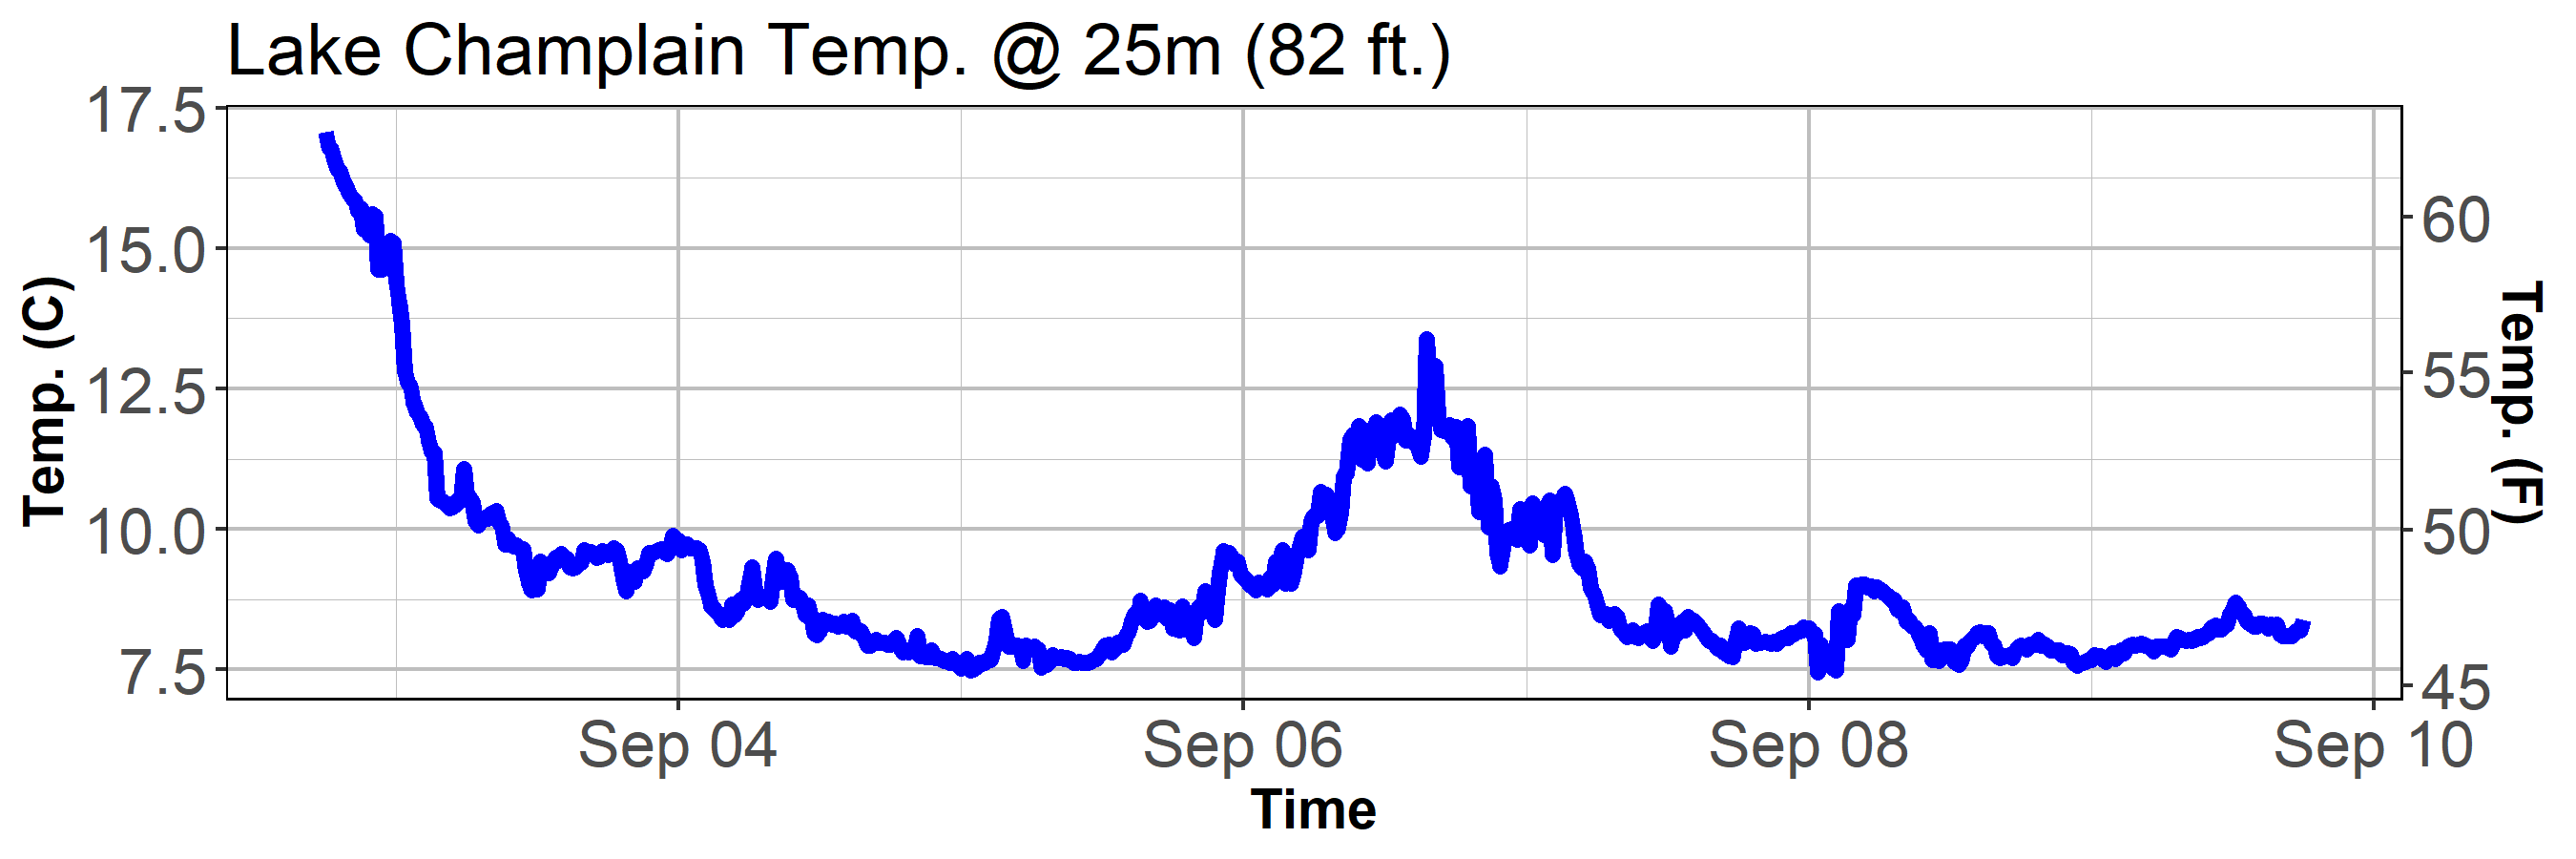 Lake Champlain Temp. @ 25m (82 ft.)
17.5
15.0
12.5
10.0
7.5
Temp. (C)
60
55
50
45
Temp. (F)
Sep 04 Sep 06 Sep 08 Sep 10
Time